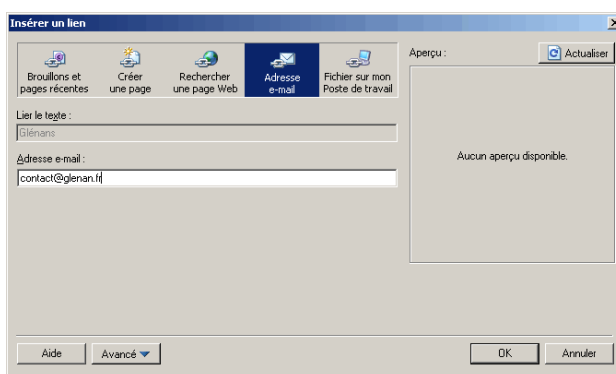 Insérer un lien
Brouillons et
pages récentes
Créer
une page
Rechercher
une page Web
Adresse
e-mail
Fichier sur mon
Poste de travail
Aperçu :
Actualiser
Lier le texte :
Glénans
Adresse e-mail :
contact@glenan.fr
Aucun aperçu disponible.
Aide
Avancé
OK
Annuler